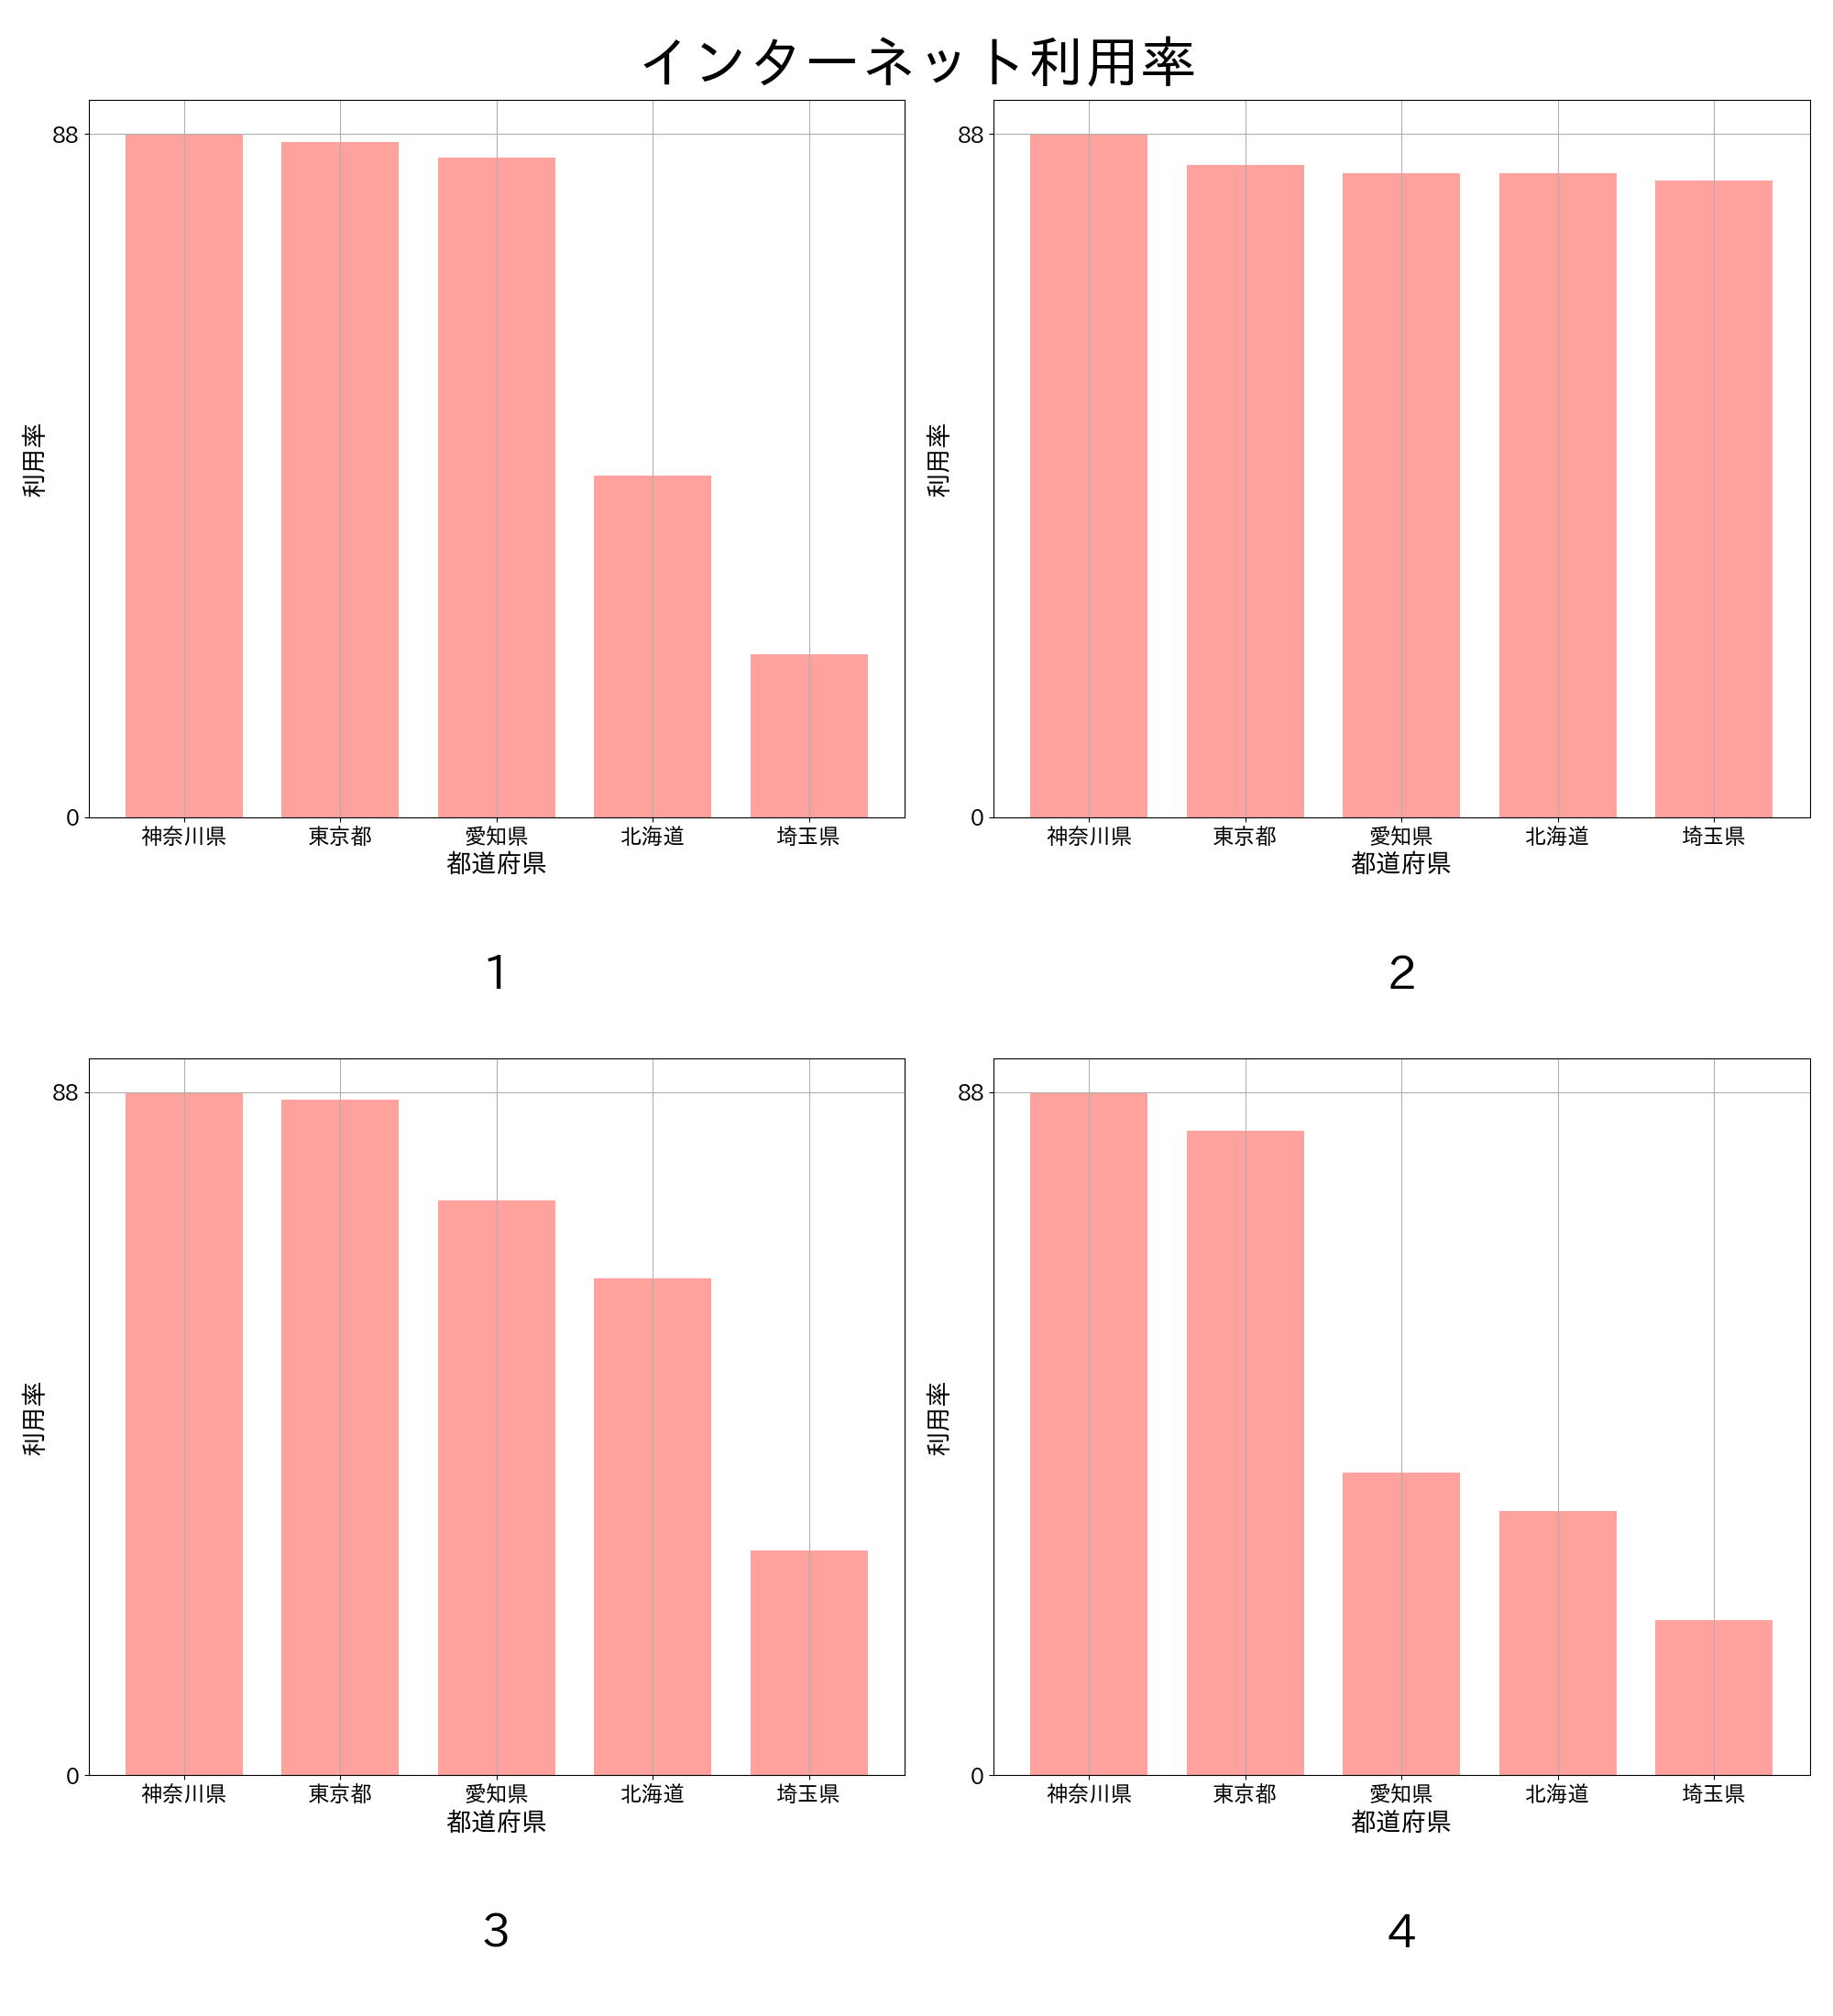 インターネット利用率
88
0
利用率
神奈川県 東京都 愛知県 北海道 埼玉県
都道府県
1
88
0
利用率
神奈川県 東京都 愛知県 北海道 埼玉県
都道府県
2
88
0
利用率
神奈川県 東京都 愛知県 北海道 埼玉県
都道府県
3
88
0
利用率
神奈川県 東京都 愛知県 北海道 埼玉県
都道府県
4